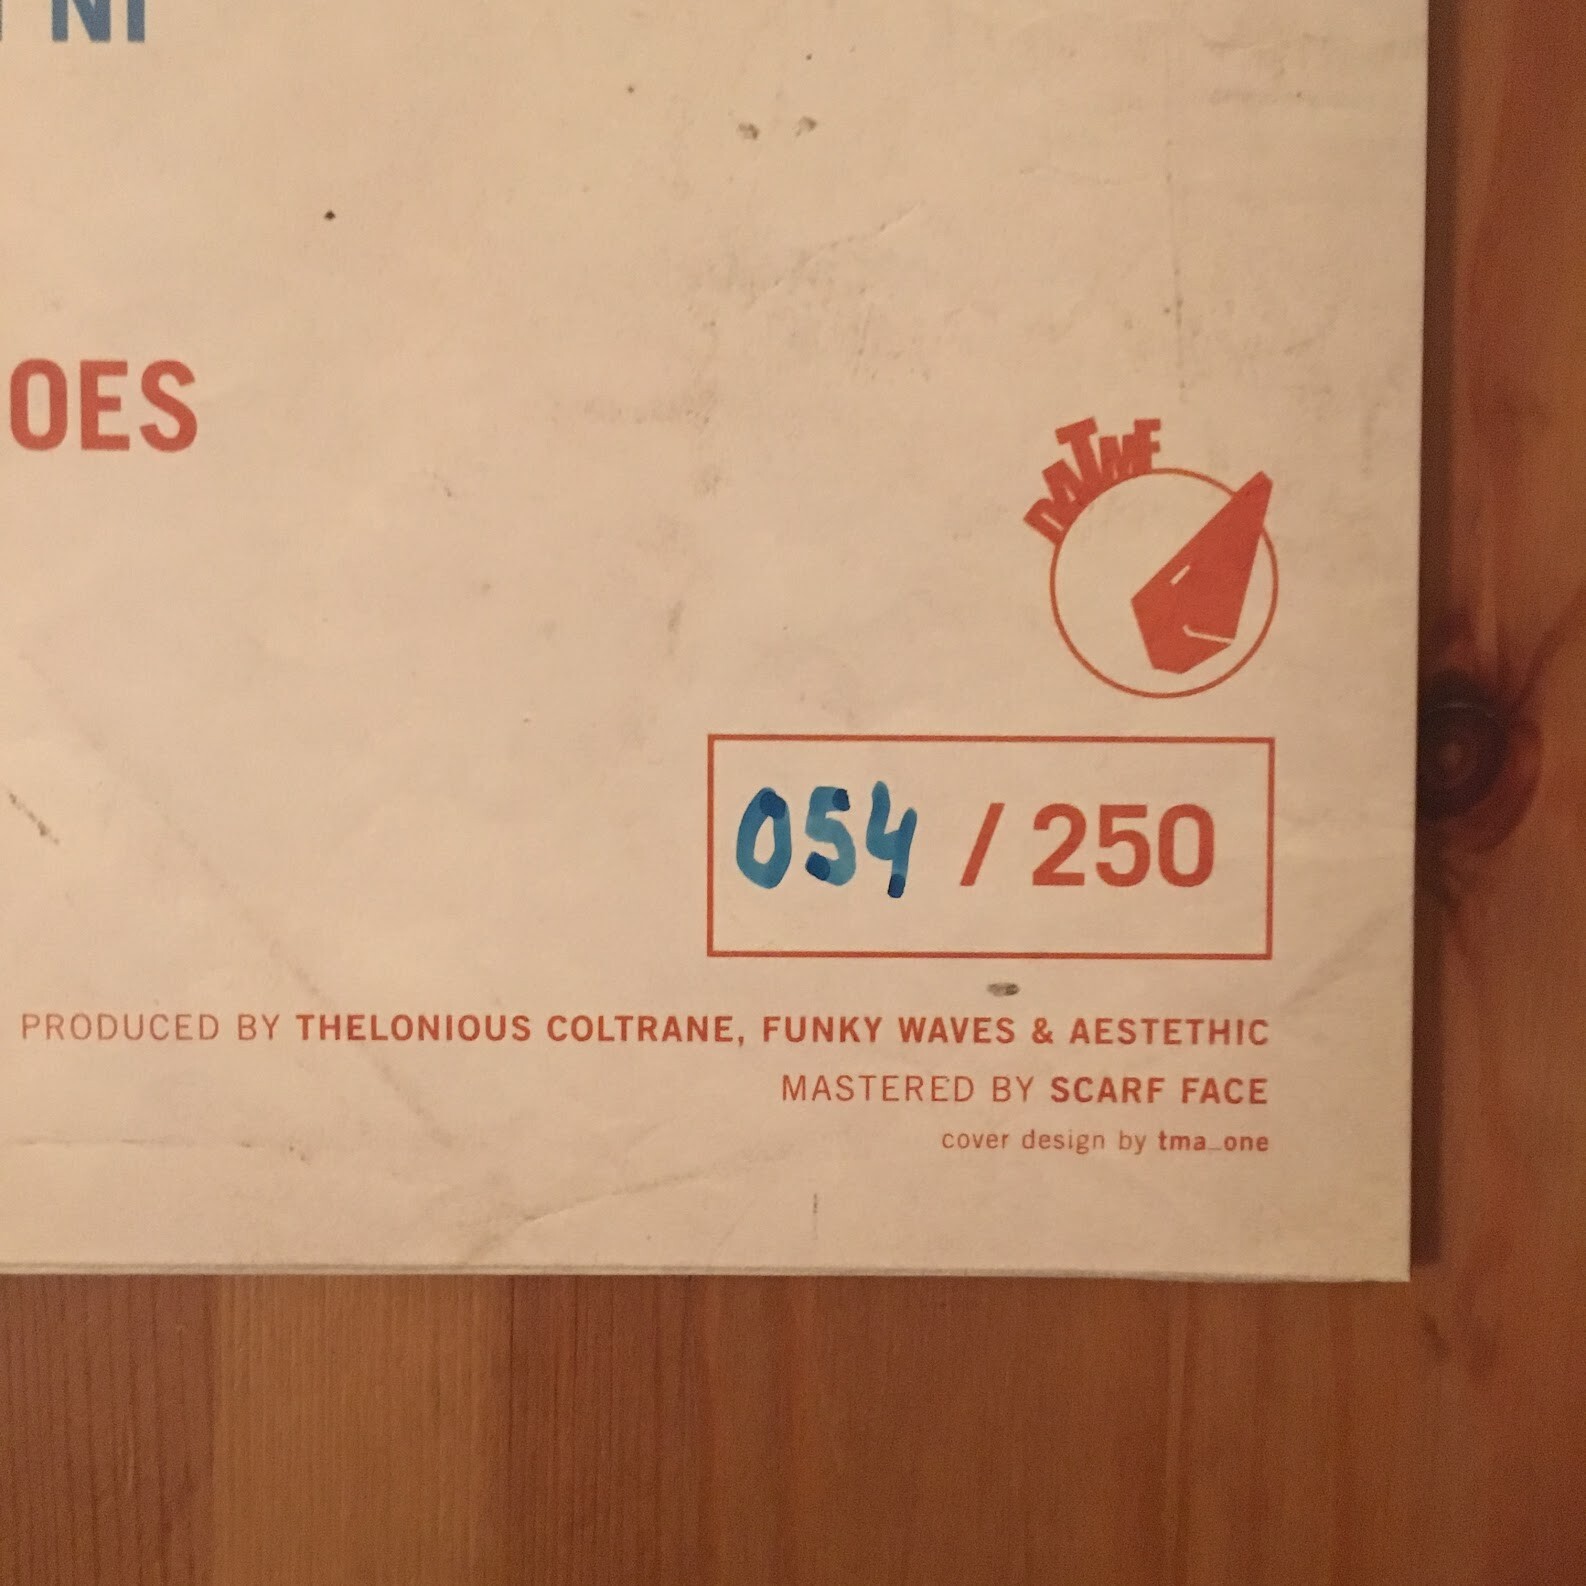 NI
OES
DATMF
054 / 250
PRODUCED BY THELONIOUS COLTRANE, FUNKY WAVES & AESTETHIC
MASTERED BY SCARF FACE
cover design by tma_one